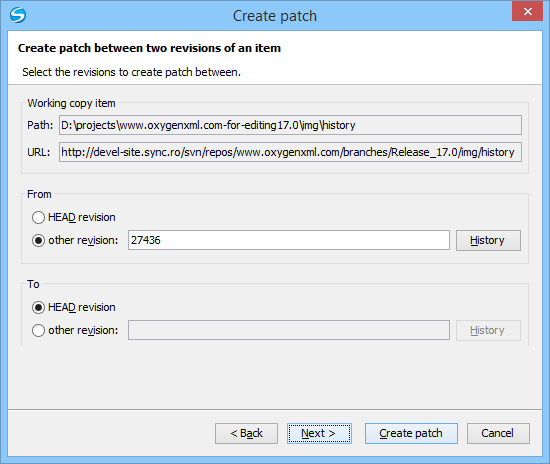 Create patch
Create patch between two revisions of an item
Select the revisions to create patch between.
Working copy item
Path: D:\projects\www.oxygenxml.com-for-editing17.0\img\history
URL: http://devel-site.sync.ro/svn/repos/www.oxygenxml.com/branches/Release_17.0/img/history
From
HEAD revision
other revision: 27436 History
To
HEAD revision
other revision: History
< Back Next > Create patch Cancel